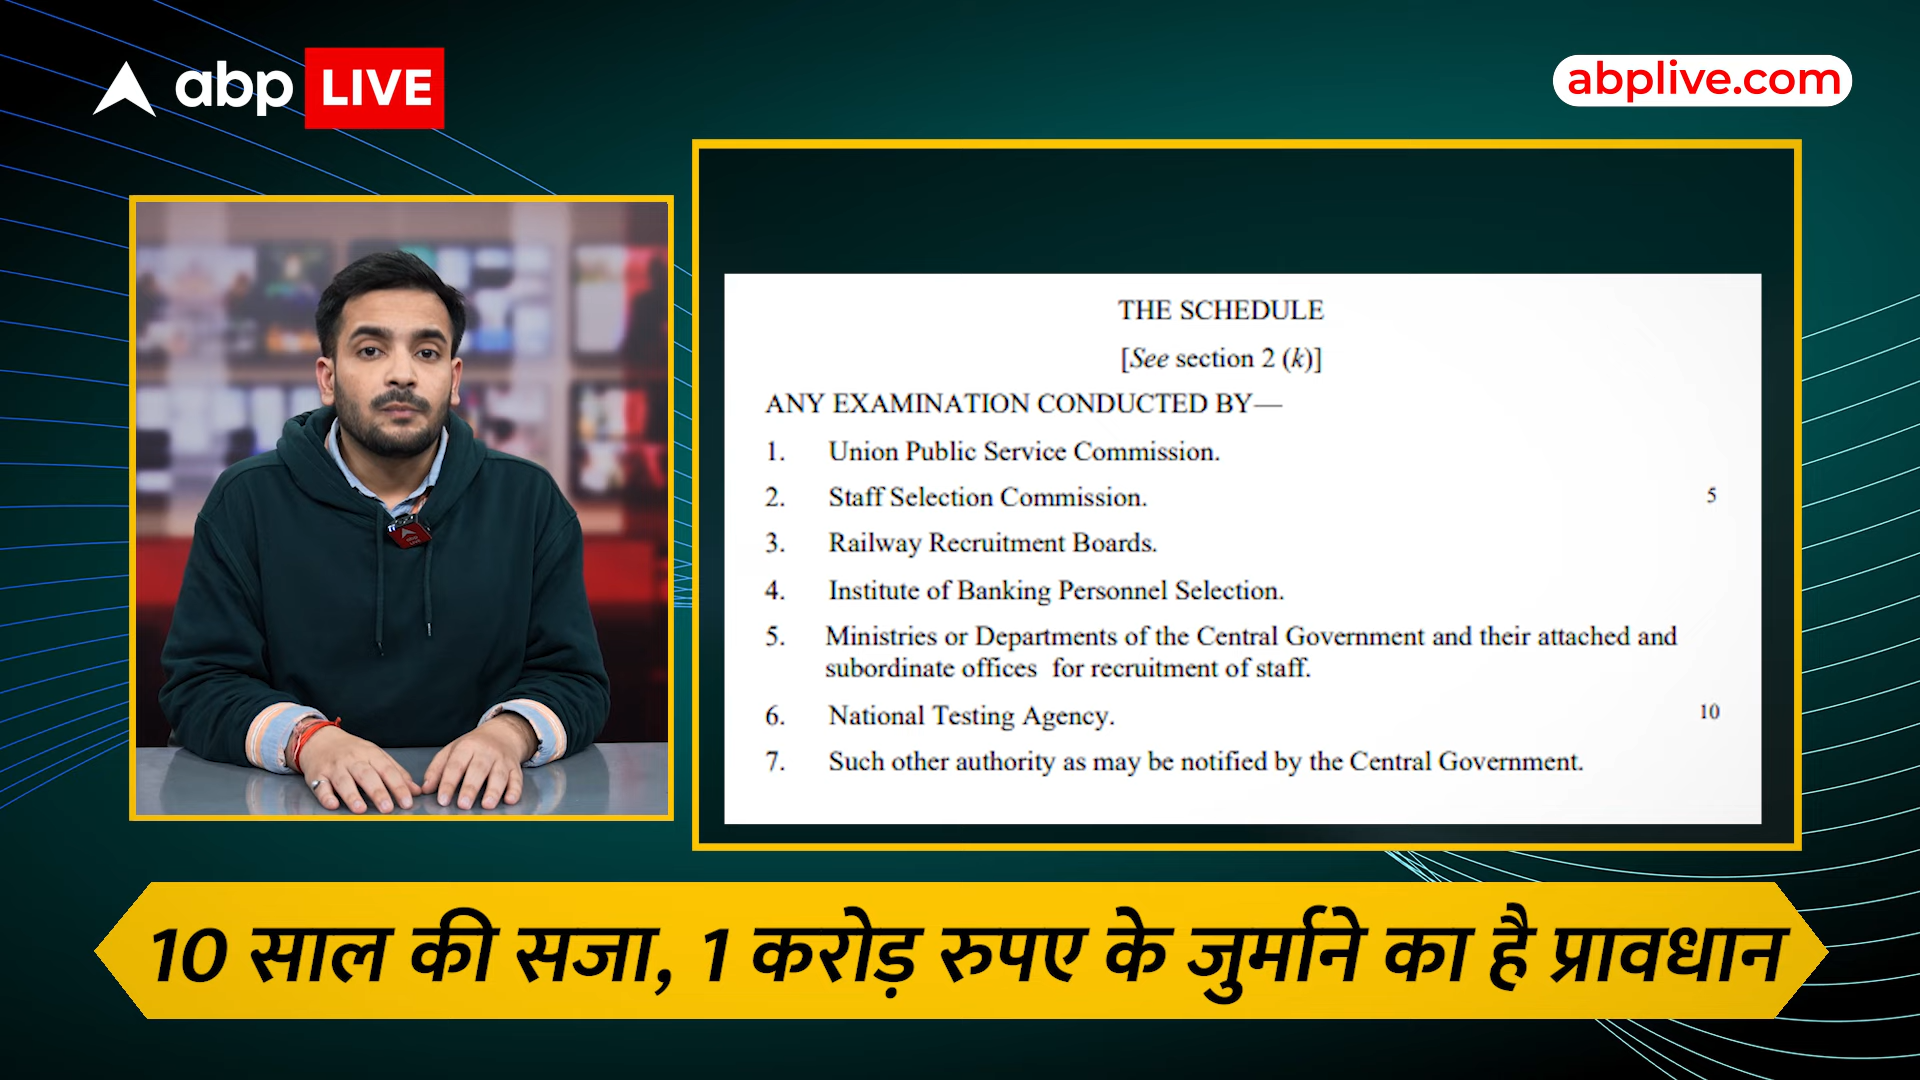 abp LIVE
abplive.com
THE SCHEDULE
[See section 2 (k)]
ANY EXAMINATION CONDUCTED BY—
1. Union Public Service Commission.
2. Staff Selection Commission. 5
3. Railway Recruitment Boards.
4. Institute of Banking Personnel Selection.
5. Ministries or Departments of the Central Government and their attached and
subordinate offices for recruitment of staff.
6. National Testing Agency. 10
7. Such other authority as may be notified by the Central Government.
10 साल की सजा, 1 करोड़ रुपए के जुर्माने का है प्रावधान